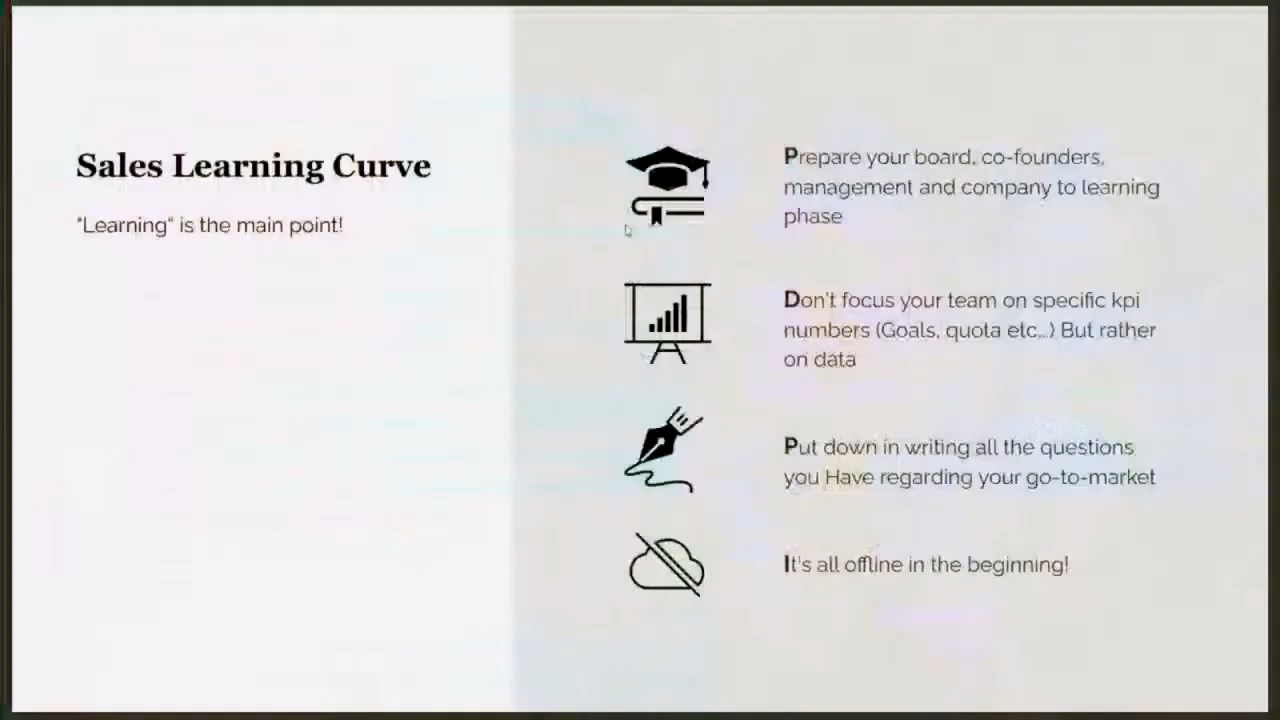 Sales Learning Curve
"Learning" is the main point!
Prepare your board, co-founders,
management and company to learning
phase
Don't focus your team on specific kpi
numbers (Goals, quota etc...) But rather
on data
Put down in writing all the questions
you Have regarding your go-to-market
It's all offline in the beginning!